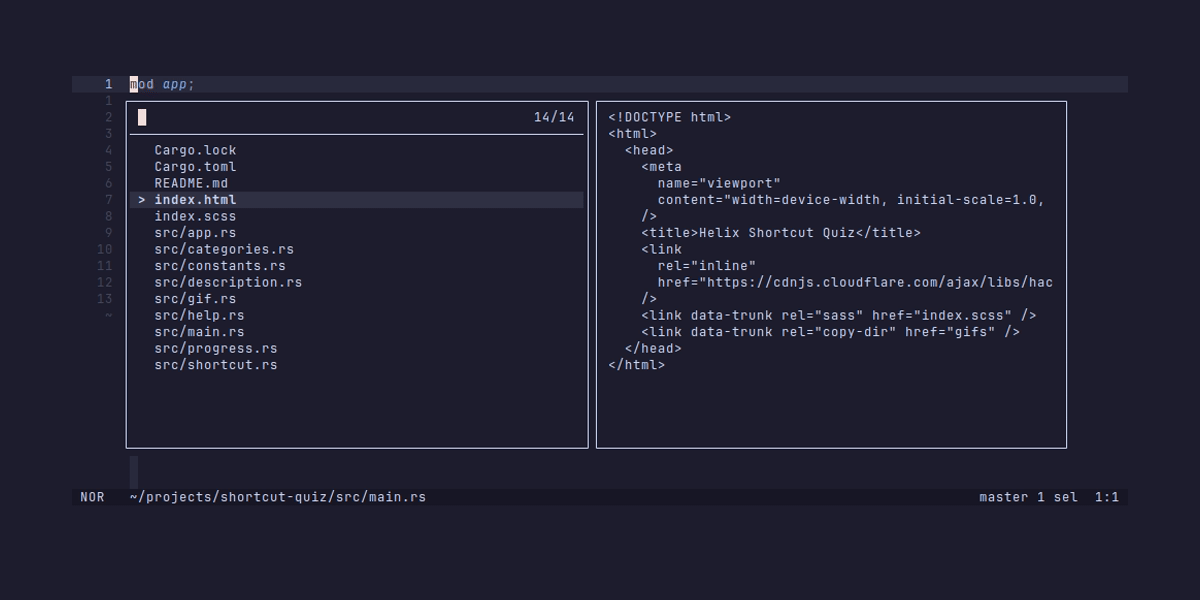 1 mod app;
1
2
3
4
5
6
7
8
9
10
11
12
13
~
14/14
Cargo.lock
Cargo.toml
README.md
> index.html
index.scss
src/app.rs
src/categories.rs
src/constants.rs
src/description.rs
src/gif.rs
src/help.rs
src/main.rs
src/progress.rs
src/shortcut.rs
<!DOCTYPE html>
<html>
  <head>
    <meta
      name="viewport"
      content="width=device-width, initial-scale=1.0,
    />
    <title>Helix Shortcut Quiz</title>
    <link
      rel="inline"
      href="https://cdnjs.cloudflare.com/ajax/libs/hac
    />
    <link data-trunk rel="sass" href="index.scss" />
    <link data-trunk rel="copy-dir" href="gifs" />
  </head>
</html>
NOR ~/projects/shortcut-quiz/src/main.rs master 1 sel 1:1